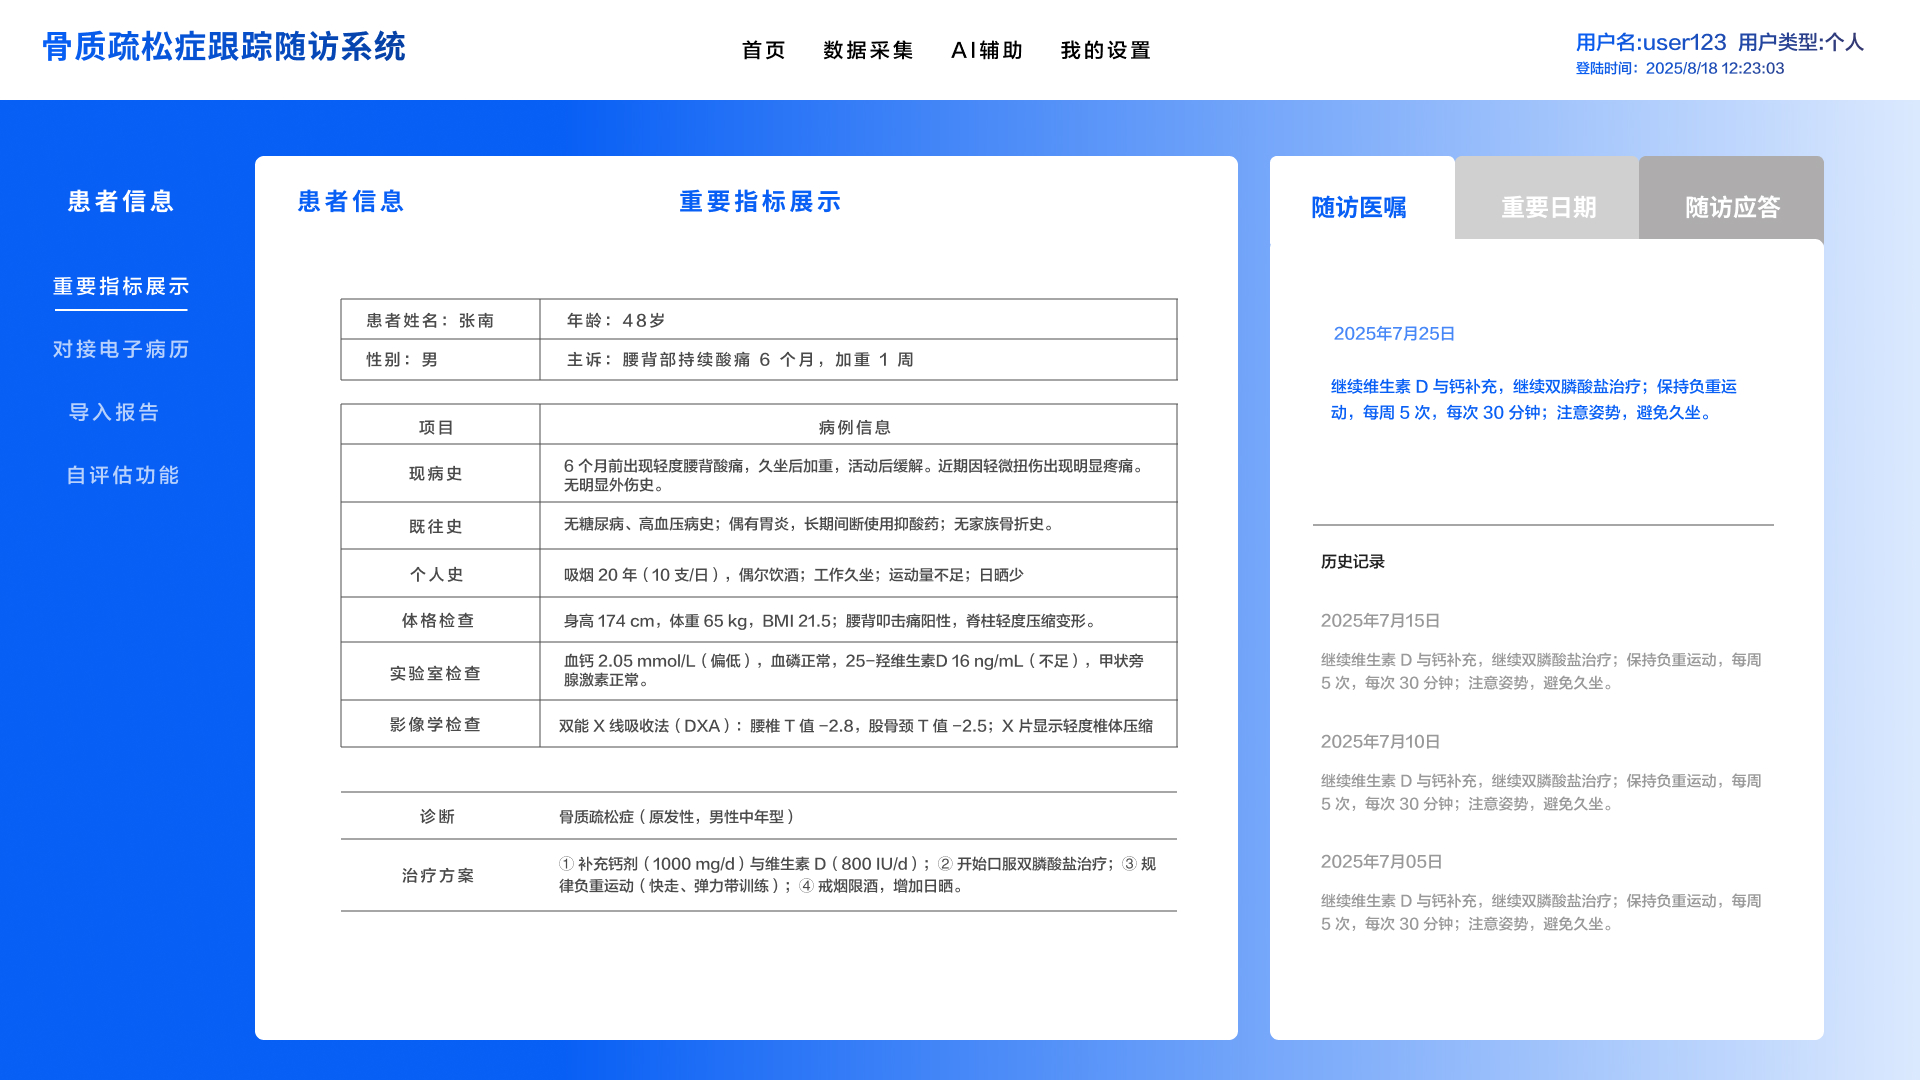 骨质疏松症跟踪随访系统
首页 数据采集 AI辅助 我的设置
用户名:user123 用户类型:个人
登陆时间：2025/8/18 12:23:03
患者信息
重要指标展示
对接电子病历
导入报告
自评估功能
患者信息 重要指标展示
患者姓名：张南 年龄：48岁
性别：男 主诉：腰背部持续酸痛 6 个月，加重 1 周
项目 病例信息
现病史 6 个月前出现轻度腰背酸痛，久坐后加重，活动后缓解。近期因轻微扭伤出现明显疼痛。
无明显外伤史。
既往史 无糖尿病、高血压病史；偶有胃炎，长期间断使用抑酸药；无家族骨折史。
个人史 吸烟 20 年（10 支/日），偶尔饮酒；工作久坐；运动量不足；日晒少
体格检查 身高 174 cm，体重 65 kg，BMI 21.5；腰背叩击痛阳性，脊柱轻度压缩变形。
实验室检查 血钙 2.05 mmol/L（偏低），血磷正常，25-羟维生素D 16 ng/mL（不足），甲状旁
腺激素正常。
影像学检查 双能 X 线吸收法（DXA）：腰椎 T 值 -2.8，股骨颈 T 值 -2.5；X 片显示轻度椎体压缩
诊断 骨质疏松症（原发性，男性中年型）
治疗方案 ① 补充钙剂（1000 mg/d）与维生素 D（800 IU/d）；② 开始口服双膦酸盐治疗；③ 规
律负重运动（快走、弹力带训练）；④ 戒烟限酒，增加日晒。
随访医嘱 重要日期 随访应答
2025年7月25日
继续维生素 D 与钙补充，继续双膦酸盐治疗；保持负重运
动，每周 5 次，每次 30 分钟；注意姿势，避免久坐。
历史记录
2025年7月15日
继续维生素 D 与钙补充，继续双膦酸盐治疗；保持负重运动，每周
5 次，每次 30 分钟；注意姿势，避免久坐。
2025年7月10日
继续维生素 D 与钙补充，继续双膦酸盐治疗；保持负重运动，每周
5 次，每次 30 分钟；注意姿势，避免久坐。
2025年7月05日
继续维生素 D 与钙补充，继续双膦酸盐治疗；保持负重运动，每周
5 次，每次 30 分钟；注意姿势，避免久坐。